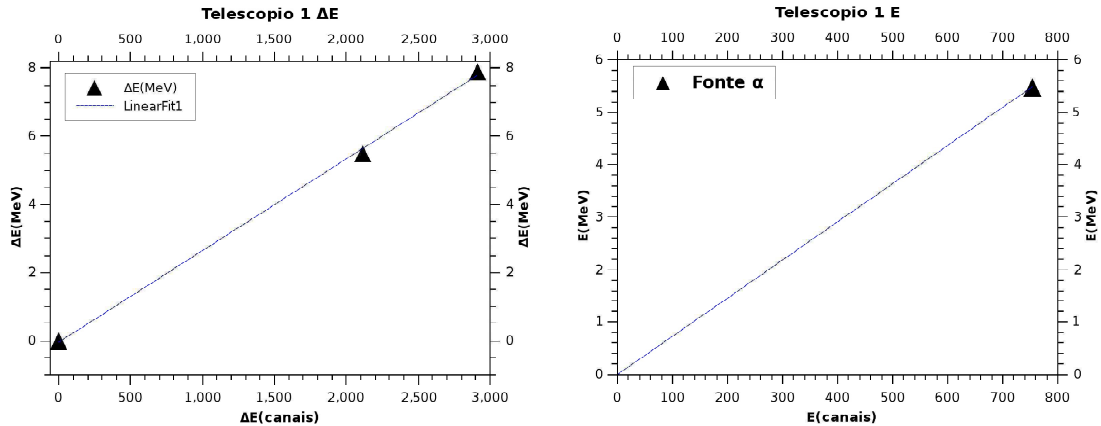 Telescopio 1 ΔE
0 500 1,000 1,500 2,000 2,500 3,000
8 8
6 6
4 4
2 2
0 0
ΔE(MeV)
ΔE(MeV)
ΔE(MeV)
LinearFit1
0 500 1,000 1,500 2,000 2,500 3,000
ΔE(canais)
Telescopio 1 E
0 100 200 300 400 500 600 700 800
6 6
5 5
4 4
3 3
2 2
1 1
0 0
E(MeV)
E(MeV)
Fonte α
0 100 200 300 400 500 600 700 800
E(canais)